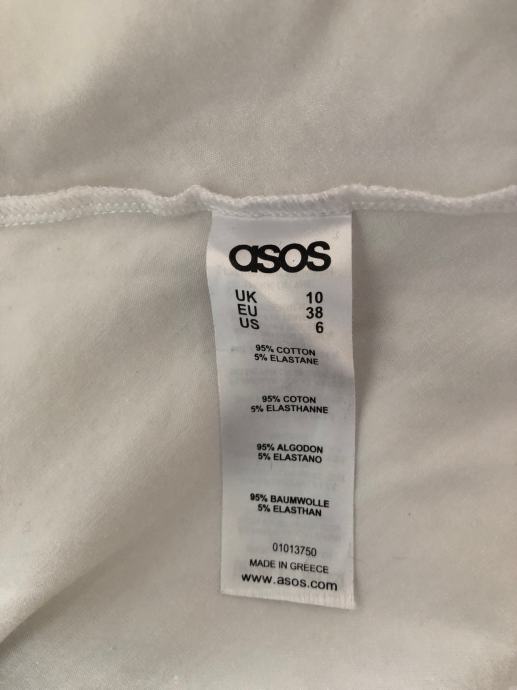 asos
UK 10
EU 38
US 6
95% COTTON
5% ELASTANE
95% COTON
5% ELASTHANNE
95% ALGODON
5% ELASTANO
95% BAUMWOLLE
5% ELASTHAN
01013750
MADE IN GREECE
www.asos.com